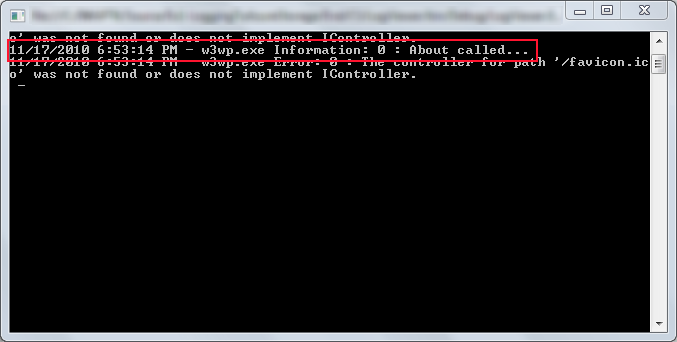 o' was not found or does not implement IController.
11/17/2010 6:53:14 PM - w3wp.exe Information: 0 : About called...
11/17/2010 6:53:14 PM - w3wp.exe Error: 0 : The controller for path '/favicon.ic
o' was not found or does not implement IController.
_